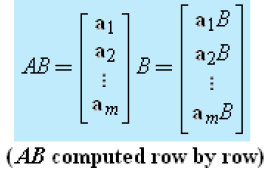 AB = [a₁ a₂ ⋮ aₘ] B = [a₁B a₂B ⋮ aₘB]
(AB computed row by row)